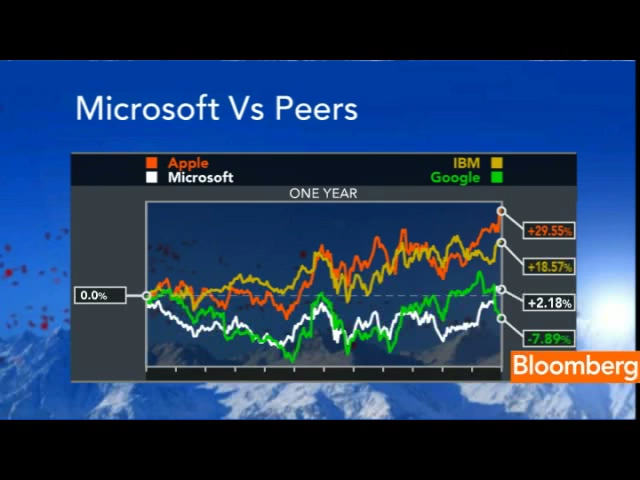 Microsoft Vs Peers
Apple
IBM
Microsoft
Google
ONE YEAR
+29.55%
+18.57%
0.0%
+2.18%
-7.89%
Bloomberg